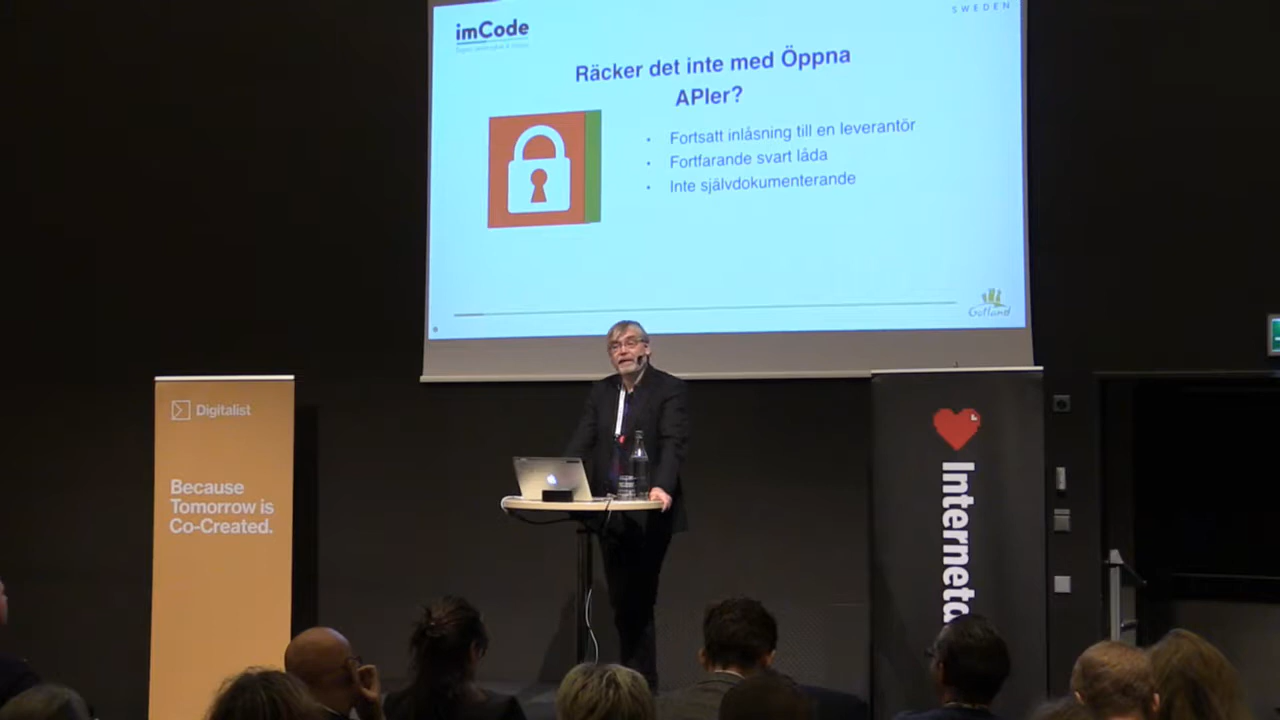 imCode
SWEDEN
Räcker det inte med Öppna
APIer?
• Fortsatt inlåsning till en leverantör
• Fortfarande svart låda
• Inte självdokumenterande
Gotland
Digitalist
Because
Tomorrow is
Co-Created.
Internetd